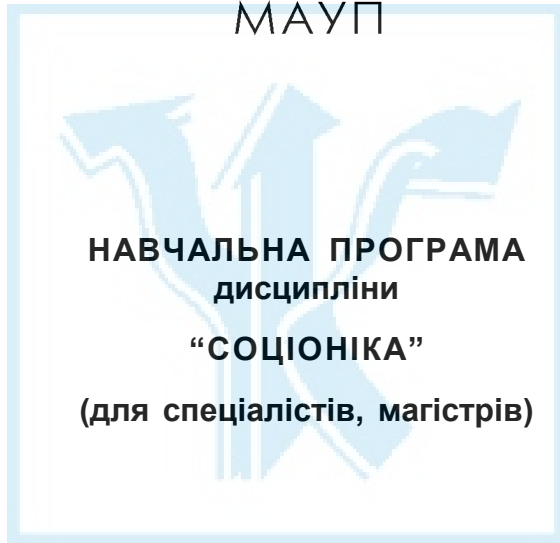 МАУП
НАВЧАЛЬНА ПРОГРАМА
дисципліни
“СОЦІОНІКА”
(для спеціалістів, магістрів)